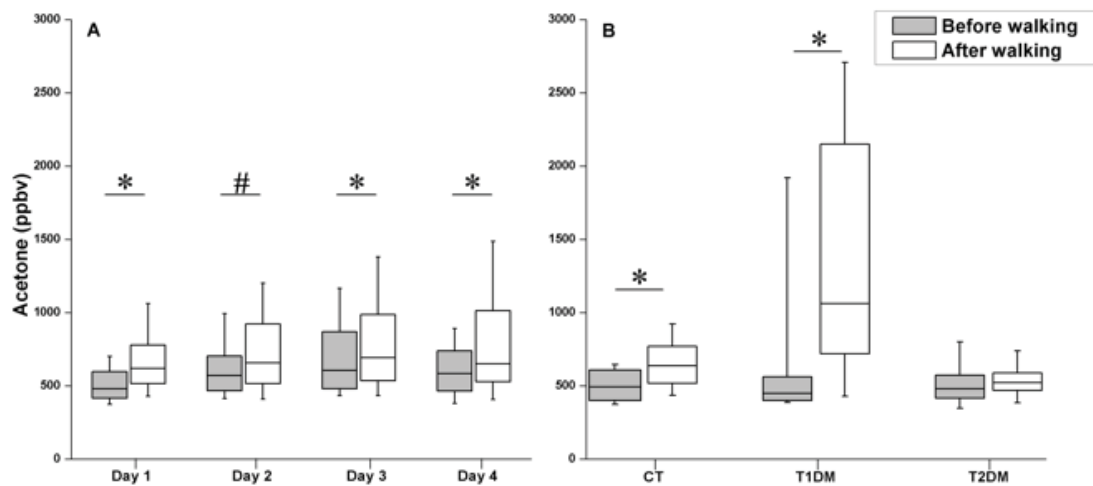 A
B
Before walking
After walking
Acetone (ppbv)
3000
2500
2000
1500
1000
500
0
* # * *
Day 1 Day 2 Day 3 Day 4
3000
2500
2000
1500
1000
500
0
* *
CT T1DM T2DM